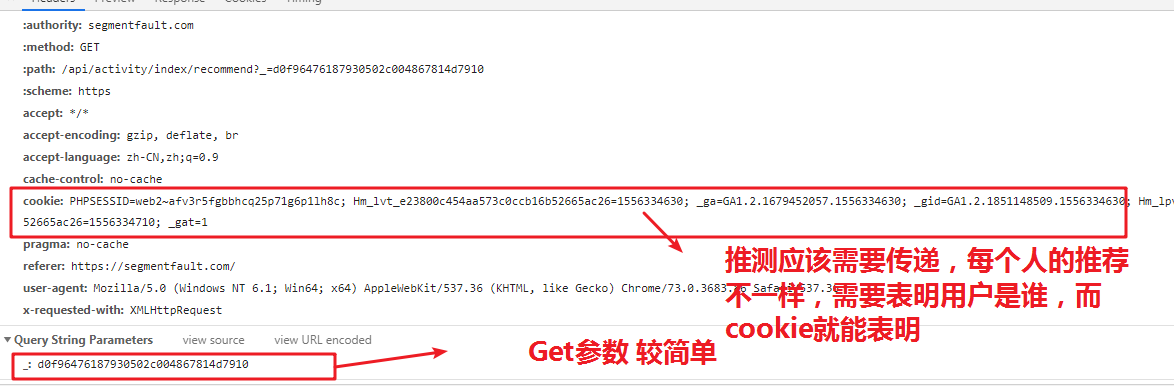 Headers Preview Response Cookies Timing
:authority: segmentfault.com
:method: GET
:path: /api/activity/index/recommend?_=d0f96476187930502c004867814d7910
:scheme: https
accept: */*
accept-encoding: gzip, deflate, br
accept-language: zh-CN,zh;q=0.9
cache-control: no-cache
cookie: PHPSESSID=web2~afv3r5fgbbhcq25p71g6p1lh8c; Hm_lvt_e23800c454aa573c0ccb16b52665ac26=1556334630; _ga=GA1.2.1679452057.1556334630; _gid=GA1.2.1851148509.1556334630; Hm_lpv
52665ac26=1556334710; _gat=1
pragma: no-cache
referer: https://segmentfault.com/
user-agent: Mozilla/5.0 (Windows NT 6.1; Win64; x64) AppleWebKit/537.36 (KHTML, like Gecko) Chrome/73.0.3683. Safari/537.36
x-requested-with: XMLHttpRequest
推测应该需要传递，每个人的推荐
不一样，需要表明用户是谁，而
cookie就能表明
Query String Parameters view source view URL encoded
_: d0f96476187930502c004867814d7910
Get参数 较简单